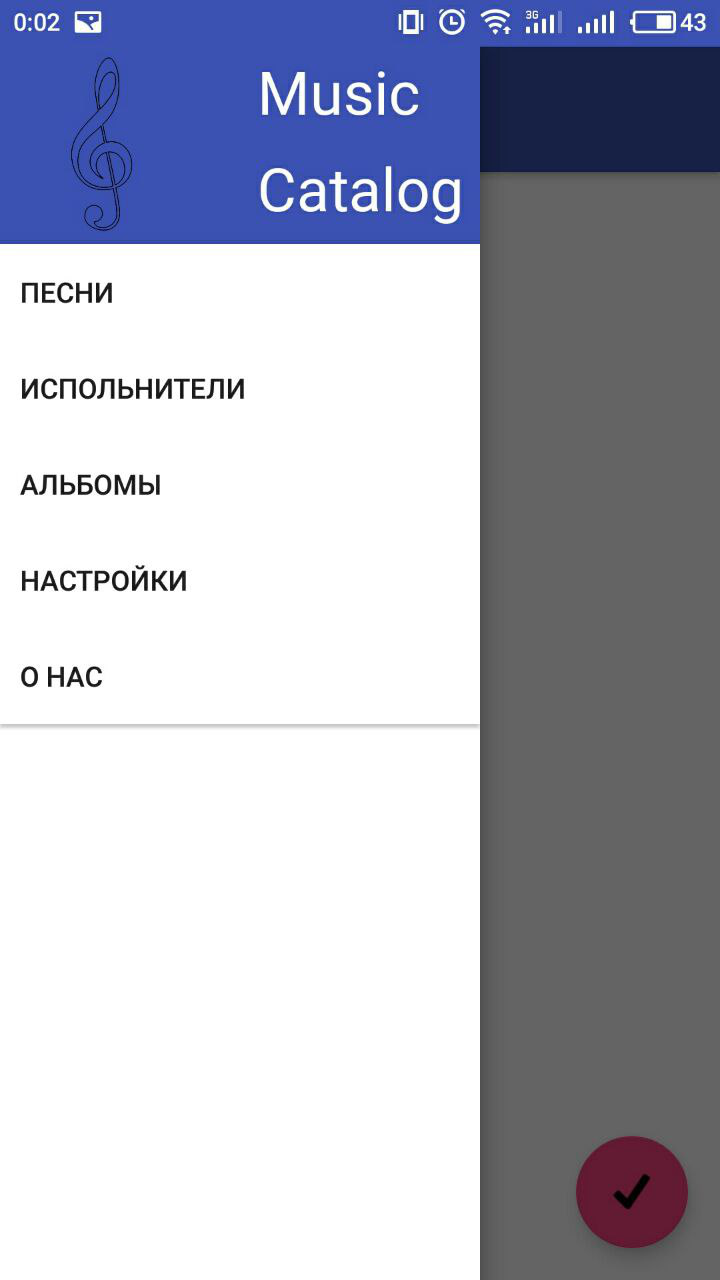 0:02 3G 43
Music
Catalog
ПЕСНИ
ИСПОЛЬНИТЕЛИ
АЛЬБОМЫ
НАСТРОЙКИ
О НАС